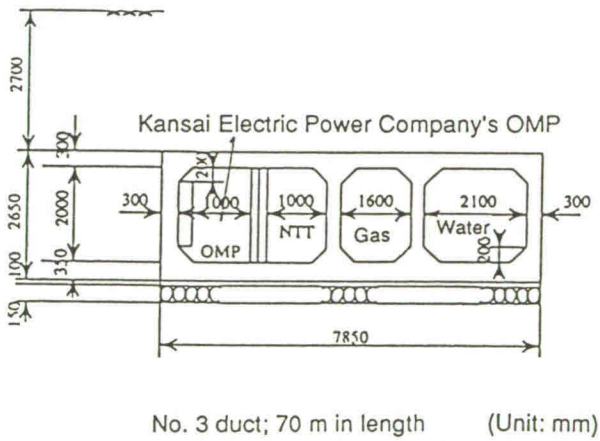 2700
Kansai Electric Power Company's OMP
300
200
2650
2000
300
1000
1000
1600
2100
300
OMP
NTT
Gas
Water
200
100
350
150
7850
No. 3 duct; 70 m in length (Unit: mm)